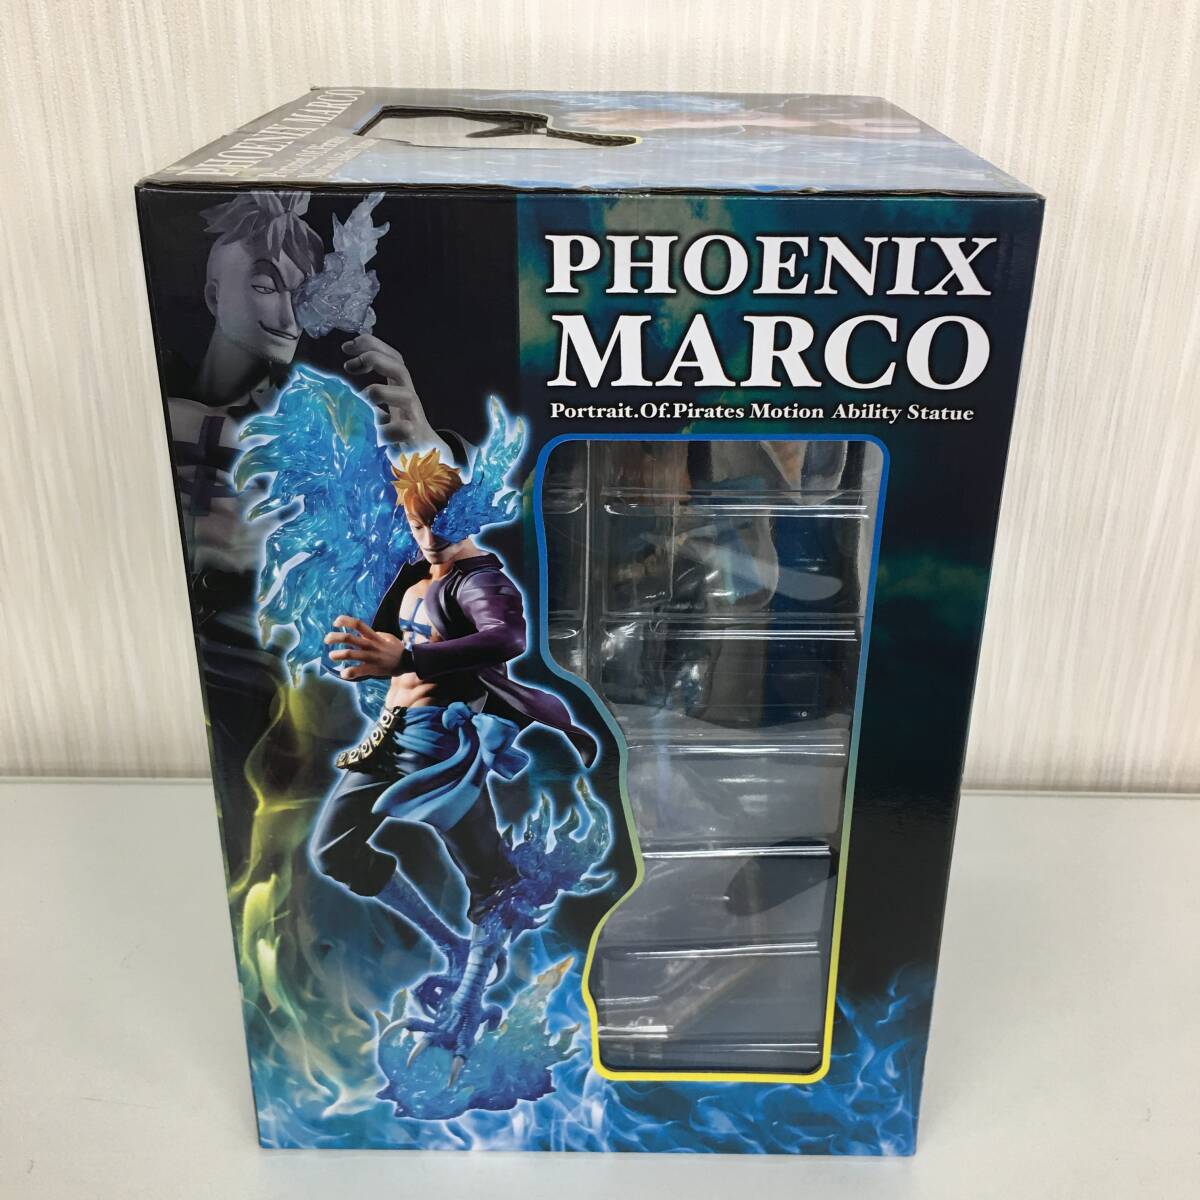 PHOENIX MARCO
PHOENIX
MARCO
Portrait.Of.Pirates Motion Ability Statue